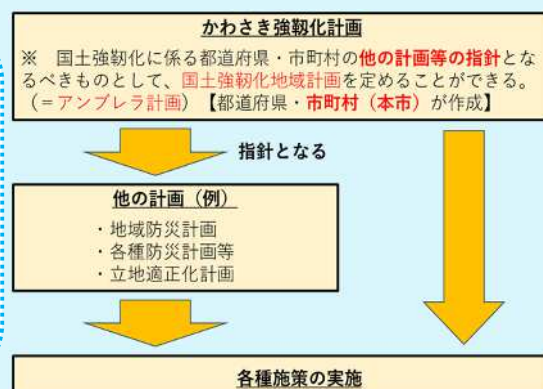 かわさき強靱化計画
※　国土強靱化に係る都道府県・市町村の他の計画等の指針とな
るべきものとして、国土強靱化地域計画を定めることができる。
（＝アンブレラ計画）【都道府県・市町村（本市）が作成】
指針となる
他の計画（例）
・地域防災計画
・各種防災計画等
・立地適正化計画
各種施策の実施